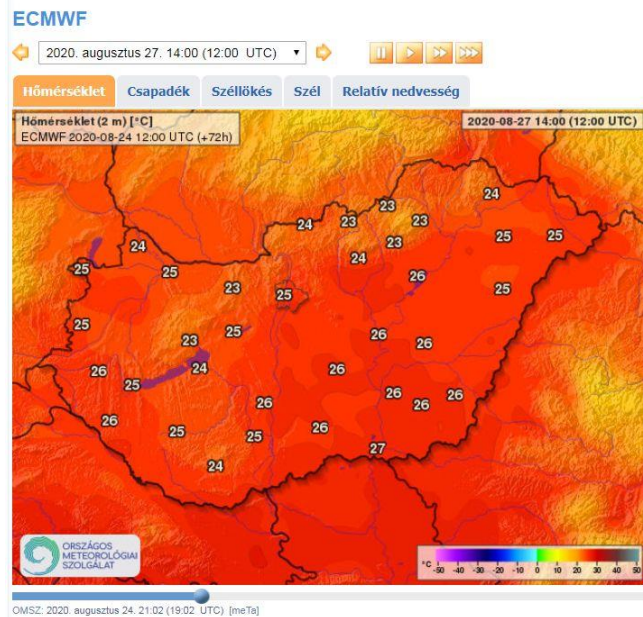 ECMWF
2020. augusztus 27. 14:00 (12:00 UTC)
Hőmérséklet Csapadék Széllökés Szél Relatív nedvesség
Hőmérséklet (2 m) [°C]
ECMWF 2020-08-24 12:00 UTC (+72h)
2020-08-27 14:00 (12:00 UTC)
24
23
24 23 23
24 23
25 25
25 25 24
26
23 25 25
25 25 26
23 26
26 25 24 26
26 26 26
26 26
26 25 25 26
27
24
ORSZÁGOS
METEOROLÓGIAI
SZOLGÁLAT
°C -50 -40 -30 -20 -10 0 10 20 30 40 50
OMSZ: 2020. augusztus 24. 21:02 (19:02 UTC) [meTa]